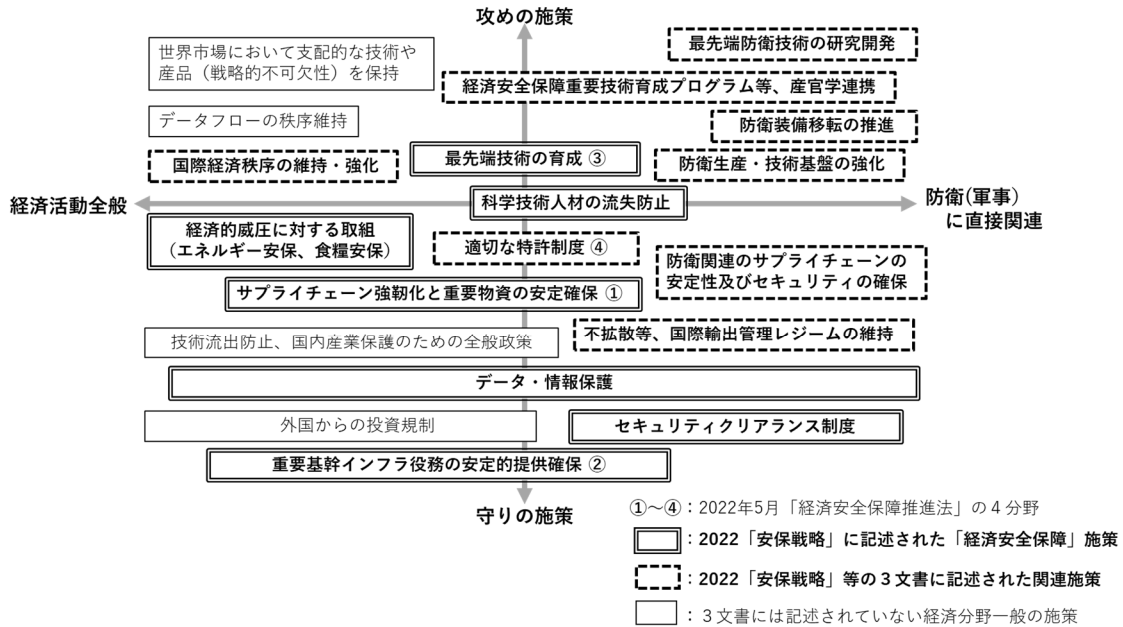 攻めの施策
世界市場において支配的な技術や
産品（戦略的不可欠性）を保持
最先端防衛技術の研究開発
経済安全保障重要技術育成プログラム等、産官学連携
データフローの秩序維持
防衛装備移転の推進
国際経済秩序の維持・強化
最先端技術の育成 ③
防衛生産・技術基盤の強化
経済活動全般
科学技術人材の流失防止
防衛(軍事)
に直接関連
経済的威圧に対する取組
（エネルギー安保、食糧安保）
適切な特許制度 ④
防衛関連のサプライチェーンの
安定性及びセキュリティの確保
サプライチェーン強靭化と重要物資の安定確保 ①
技術流出防止、国内産業保護のための全般政策
不拡散等、国際輸出管理レジームの維持
データ・情報保護
外国からの投資規制
セキュリティクリアランス制度
重要基幹インフラ役務の安定的提供確保 ②
守りの施策
①～④：2022年5月「経済安全保障推進法」の４分野
：2022「安保戦略」に記述された「経済安全保障」施策
：2022「安保戦略」等の３文書に記述された関連施策
：３文書には記述されていない経済分野一般の施策